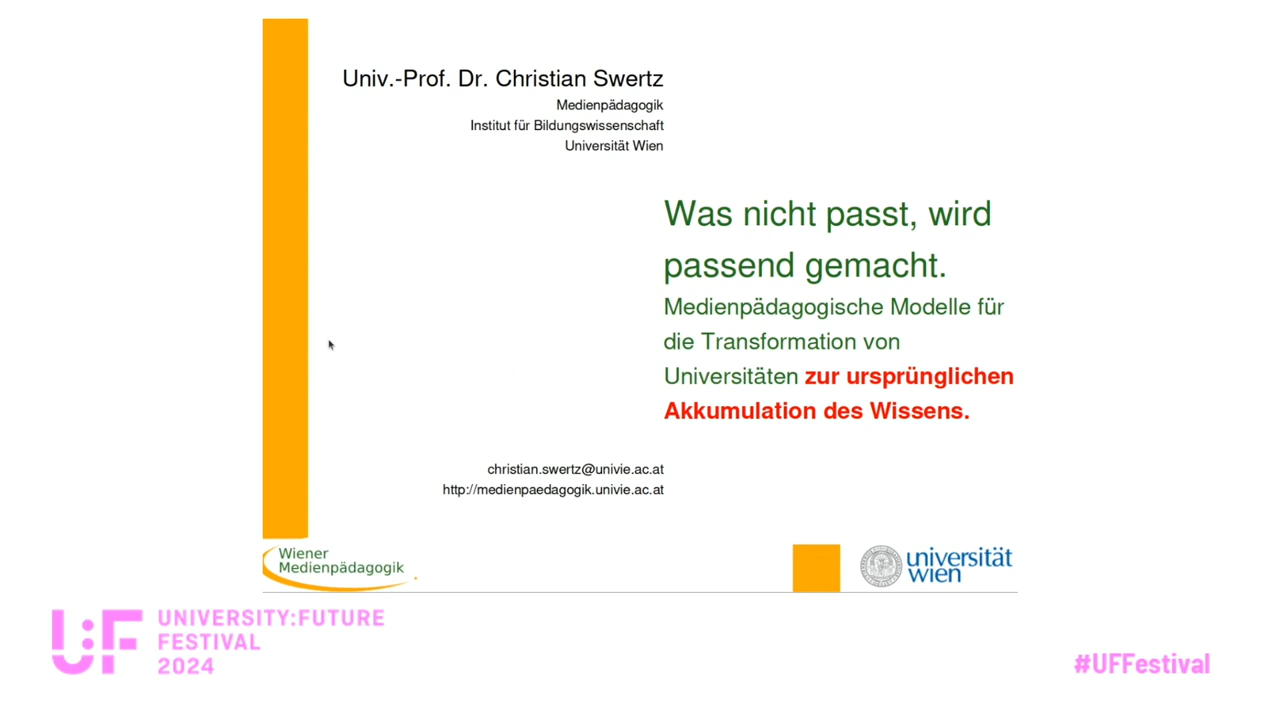 Univ.-Prof. Dr. Christian Swertz
Medienpädagogik
Institut für Bildungswissenschaft
Universität Wien
Was nicht passt, wird
passend gemacht.
Medienpädagogische Modelle für
die Transformation von
Universitäten zur ursprünglichen
Akkumulation des Wissens.
christian.swertz@univie.ac.at
http://medienpaedagogik.univie.ac.at
Wiener
Medienpädagogik
universität
wien
U:F
UNIVERSITY:FUTURE
FESTIVAL
2024
#UFFestival